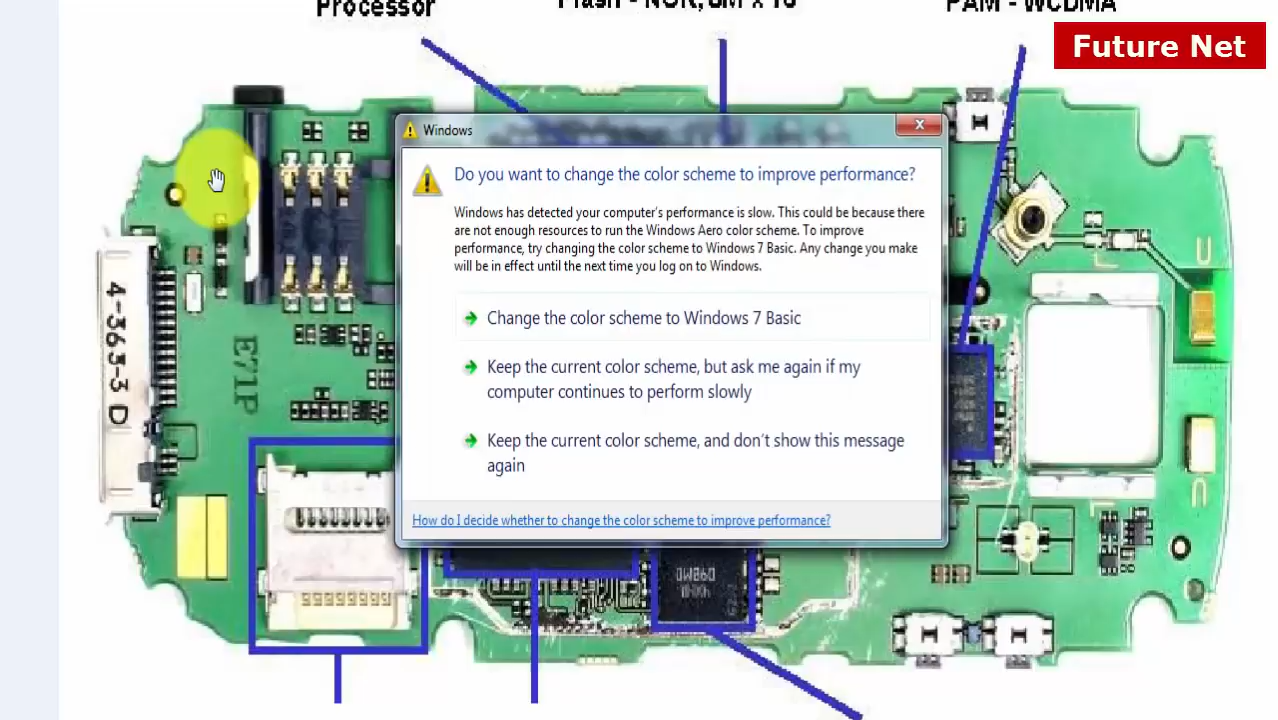 Processor
PAM - WCDMA
Future Net
Windows
Do you want to change the color scheme to improve performance?
Windows has detected your computer's performance is slow. This could be because there
are not enough resources to run the Windows Aero color scheme. To improve
performance, try changing the color scheme to Windows 7 Basic. Any change you make
will be in effect until the next time you log on to Windows.
Change the color scheme to Windows 7 Basic
Keep the current color scheme, but ask me again if my
computer continues to perform slowly
Keep the current color scheme, and don't show this message
again
How do I decide whether to change the color scheme to improve performance?
4-363-3 D
E71P